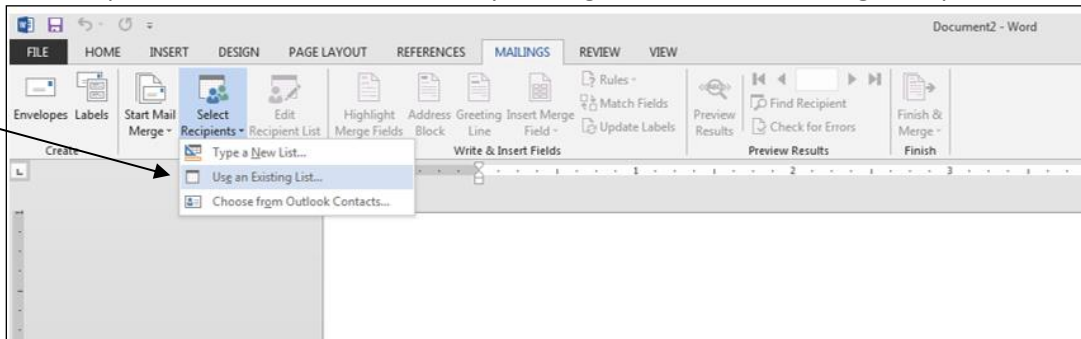 Document2 - Word
FILE HOME INSERT DESIGN PAGE LAYOUT REFERENCES MAILINGS REVIEW VIEW
Envelopes Labels Start Mail Merge Select Recipients Edit Recipient List Highlight Merge Fields Address Block Greeting Line Insert Merge Field Rules Match Fields Update Labels Preview Results Find Recipient Check for Errors Finish & Merge
Create Write & Insert Fields Preview Results Finish
Type a New List...
Use an Existing List...
Choose from Outlook Contacts...
1 2 3